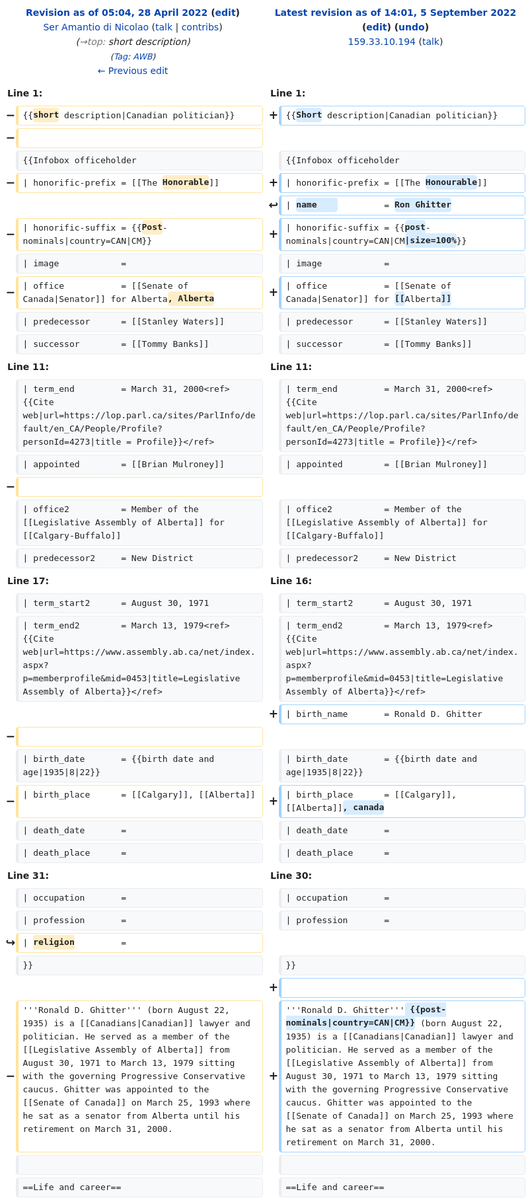 Revision as of 05:04, 28 April 2022 (edit)
Ser Amantio di Nicolao (talk | contribs)
(→top: short description)
(Tag: AWB)
← Previous edit
Latest revision as of 14:01, 5 September 2022
(edit) (undo)
159.33.10.194 (talk)
Line 1:
Line 1:
− {{short description|Canadian politician}}
+ {{Short description|Canadian politician}}
−
{{Infobox officeholder
{{Infobox officeholder
− | honorific-prefix = [[The Honorable]]
+ | honorific-prefix = [[The Honourable]]
↩ | name = Ron Ghitter
− | honorific-suffix = {{Post-
nominals|country=CAN|CM}}
+ | honorific-suffix = {{post-
nominals|country=CAN|CM|size=100%}}
| image =
| image =
− | office = [[Senate of
Canada|Senator]] for Alberta, Alberta
+ | office = [[Senate of
Canada|Senator]] for [[Alberta]]
| predecessor = [[Stanley Waters]]
| predecessor = [[Stanley Waters]]
| successor = [[Tommy Banks]]
| successor = [[Tommy Banks]]
Line 11:
Line 11:
| term_end = March 31, 2000<ref>
{{Cite
web|url=https://lop.parl.ca/sites/ParlInfo/de
fault/en_CA/People/Profile?
personId=4273|title = Profile}}</ref>
| term_end = March 31, 2000<ref>
{{Cite
web|url=https://lop.parl.ca/sites/ParlInfo/de
fault/en_CA/People/Profile?
personId=4273|title = Profile}}</ref>
| appointed = [[Brian Mulroney]]
| appointed = [[Brian Mulroney]]
−
| office2 = Member of the
[[Legislative Assembly of Alberta]] for
[[Calgary-Buffalo]]
| office2 = Member of the
[[Legislative Assembly of Alberta]] for
[[Calgary-Buffalo]]
| predecessor2 = New District
| predecessor2 = New District
Line 17:
Line 16:
| term_start2 = August 30, 1971
| term_start2 = August 30, 1971
| term_end2 = March 13, 1979<ref>
{{Cite
web|url=https://www.assembly.ab.ca/net/index.
aspx?
p=memberprofile&mid=0453|title=Legislative
Assembly of Alberta}}</ref>
| term_end2 = March 13, 1979<ref>
{{Cite
web|url=https://www.assembly.ab.ca/net/index.
aspx?
p=memberprofile&mid=0453|title=Legislative
Assembly of Alberta}}</ref>
+ | birth_name = Ronald D. Ghitter
−
| birth_date = {{birth date and
age|1935|8|22}}
| birth_date = {{birth date and
age|1935|8|22}}
− | birth_place = [[Calgary]], [[Alberta]]
+ | birth_place = [[Calgary]],
[[Alberta]], canada
| death_date =
| death_date =
| death_place =
| death_place =
Line 31:
Line 30:
| occupation =
| occupation =
| profession =
| profession =
↪ | religion =
}}
}}
+
− '''Ronald D. Ghitter''' (born August 22,
1935) is a [[Canadians|Canadian]] lawyer and
politician. He served as a member of the
[[Legislative Assembly of Alberta]] from
August 30, 1971 to March 13, 1979 sitting
with the governing Progressive Conservative
caucus. Ghitter was appointed to the
[[Senate of Canada]] on March 25, 1993 where
he sat as a senator from Alberta until his
retirement on March 31, 2000.
+ '''Ronald D. Ghitter''' {{post-
nominals|country=CAN|CM}} (born August 22,
1935) is a [[Canadians|Canadian]] lawyer and
politician. He served as a member of the
[[Legislative Assembly of Alberta]] from
August 30, 1971 to March 13, 1979 sitting
with the governing Progressive Conservative
caucus. Ghitter was appointed to the
[[Senate of Canada]] on March 25, 1993 where
he sat as a senator from Alberta until his
retirement on March 31, 2000.
==Life and career==
==Life and career==